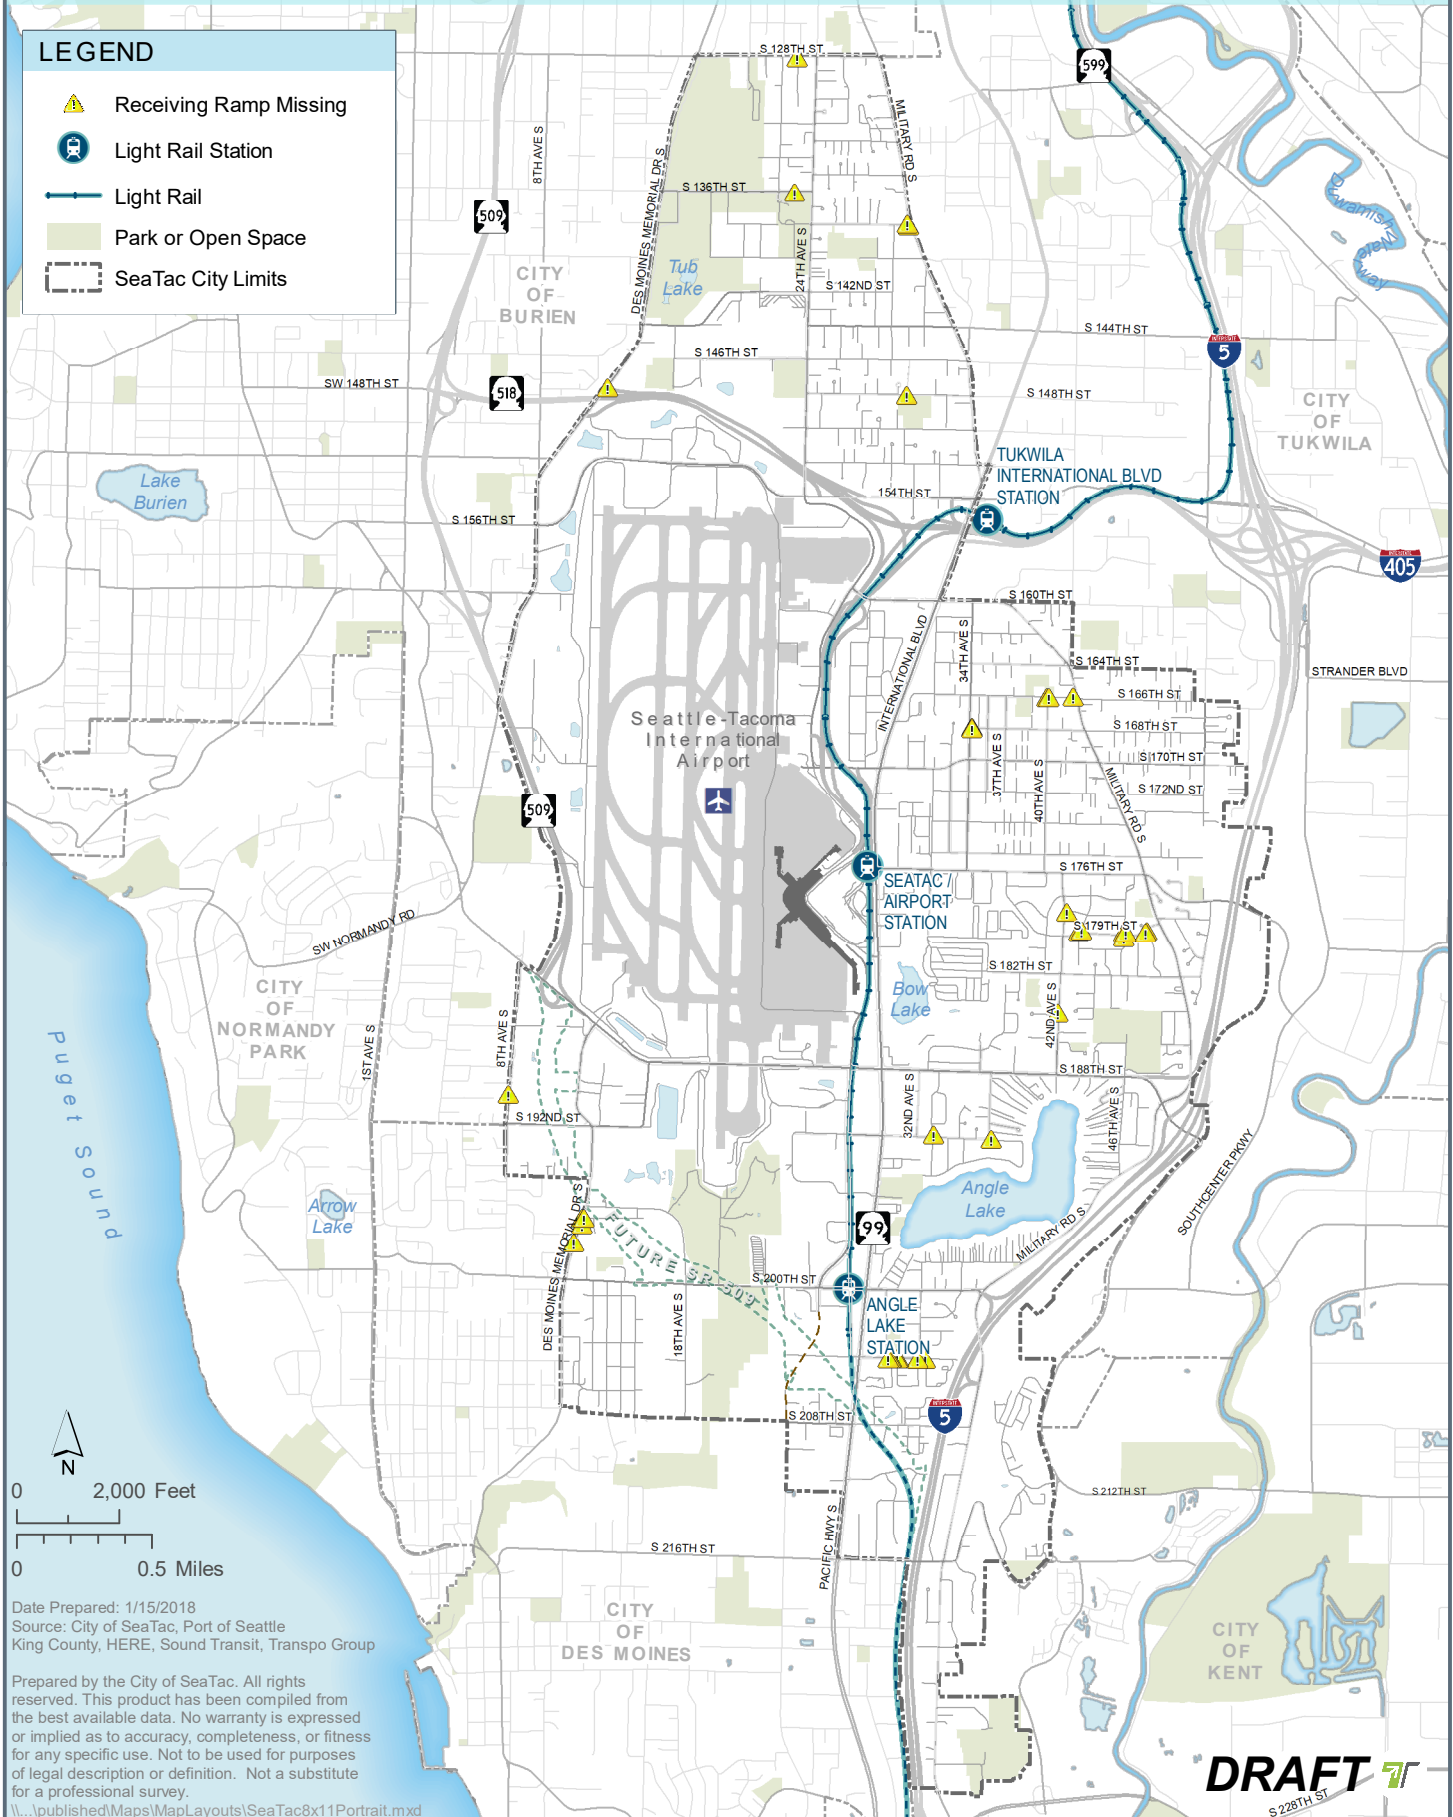 LEGEND
Receiving Ramp Missing
Light Rail Station
Light Rail
Park or Open Space
SeaTac City Limits
S 128TH ST
599
MILITARY RD S
8TH AVE S
DES MOINES MEMORIAL DR S
S 136TH ST
509
24TH AVE S
Duwamish Waterway
CITY
OF
BURIEN
Tub
Lake
S 142ND ST
S 144TH ST
INTERSTATE
5
S 146TH ST
SW 148TH ST
518
S 148TH ST
CITY
OF
TUKWILA
TUKWILA
INTERNATIONAL BLVD
STATION
Lake
Burien
154TH ST
S 156TH ST
405
S 160TH ST
INTERNATIONAL BLVD
34TH AVE S
S 164TH ST
STRANDER BLVD
S 166TH ST
Seattle-Tacoma
International
Airport
S 168TH ST
37TH AVE S
40TH AVE S
S 170TH ST
MILITARY RD S
S 172ND ST
509
S 176TH ST
SEATAC /
AIRPORT
STATION
SW NORMANDY RD
S 179TH ST
S 182TH ST
CITY
OF
NORMANDY
PARK
Bow
Lake
42ND AVE S
8TH AVE S
1ST AVE S
Puget Sound
S 188TH ST
32ND AVE S
46TH AVE S
S 192ND ST
SOUTHCENTER PKWY
Angle
Lake
Arrow
Lake
DES MOINES MEMORIAL DR S
99
MILITARY RD S
FUTURE SR 509
S 200TH ST
ANGLE
LAKE
STATION
18TH AVE S
S 208TH ST
INTERSTATE
5
N
0 2,000 Feet
0 0.5 Miles
S 212TH ST
PACIFIC HWY S
S 216TH ST
CITY
OF
DES MOINES
CITY
OF
KENT
Date Prepared: 1/15/2018
Source: City of SeaTac, Port of Seattle
King County, HERE, Sound Transit, Transpo Group
Prepared by the City of SeaTac. All rights
reserved. This product has been compiled from
the best available data. No warranty is expressed
or implied as to accuracy, completeness, or fitness
for any specific use. Not to be used for purposes
of legal description or definition. Not a substitute
for a professional survey.
\\...\published\Maps\MapLayouts\SeaTac8x11Portrait.mxd
DRAFT
S 228TH ST